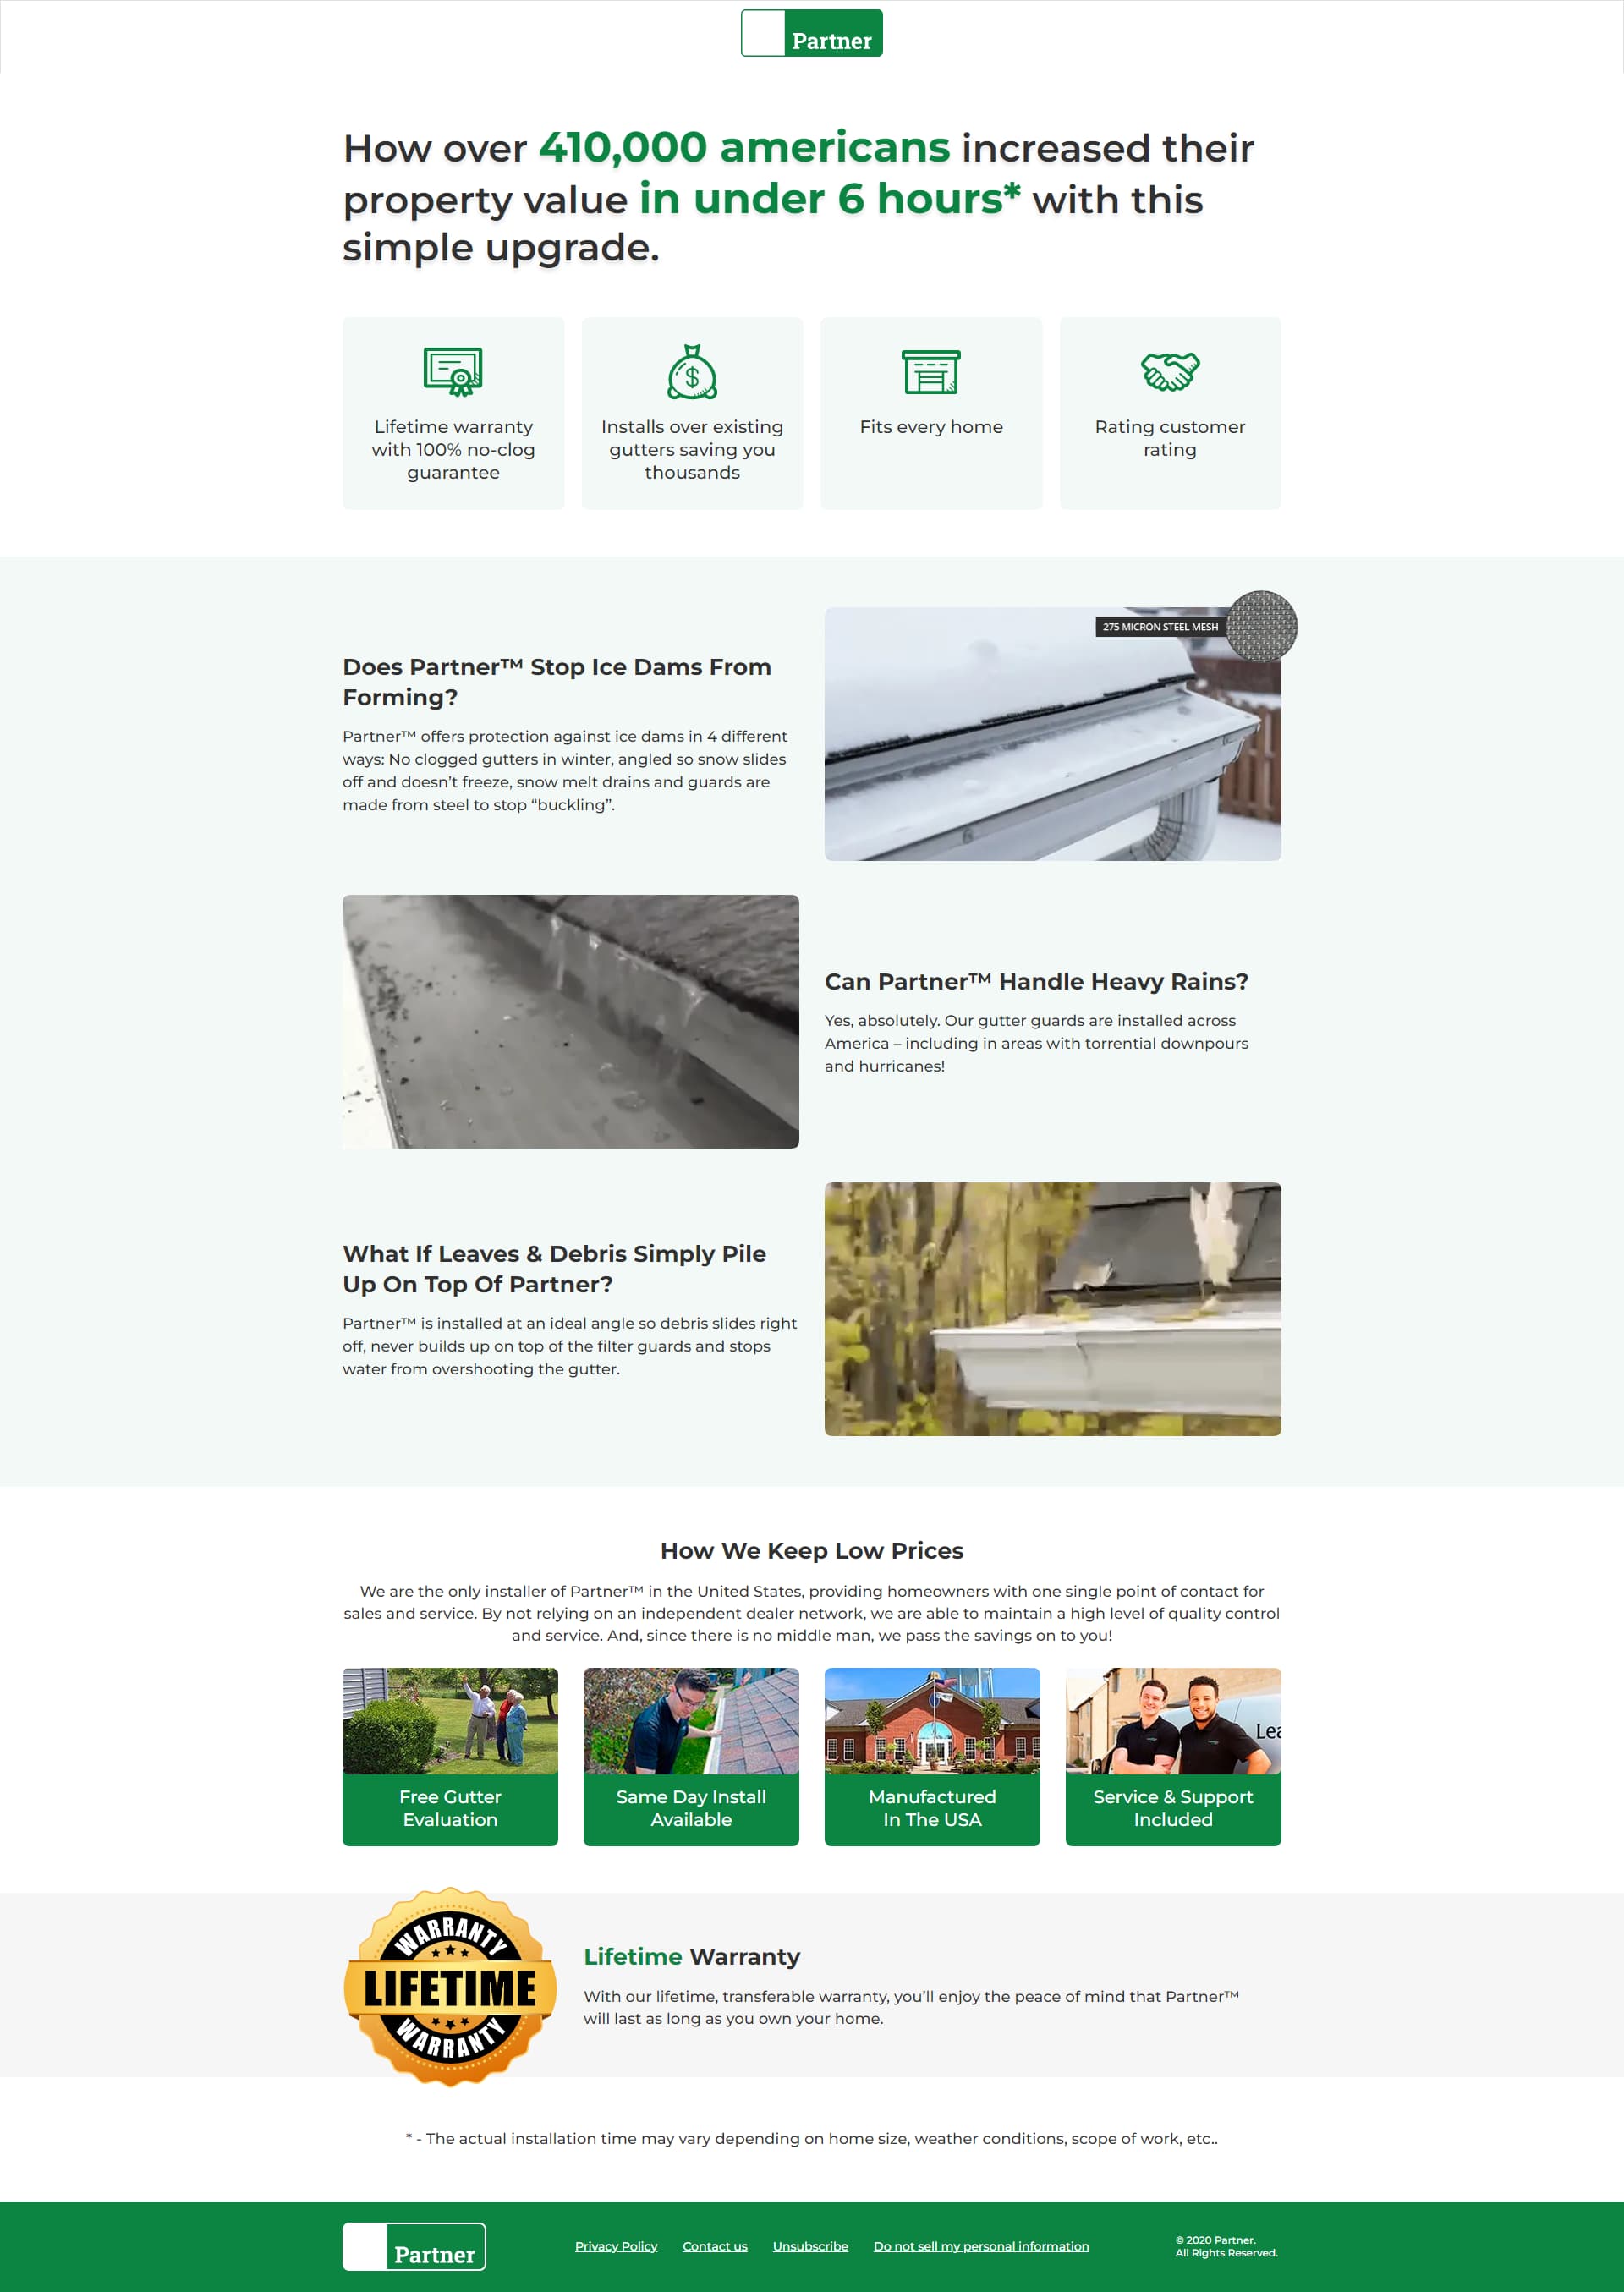 Partner
How over 410,000 americans increased their
property value in under 6 hours* with this
simple upgrade.
Lifetime warranty
with 100% no-clog
guarantee
Installs over existing
gutters saving you
thousands
Fits every home
Rating customer
rating
275 MICRON STEEL MESH
Does Partner™ Stop Ice Dams From
Forming?
Partner™ offers protection against ice dams in 4 different
ways: No clogged gutters in winter, angled so snow slides
off and doesn’t freeze, snow melt drains and guards are
made from steel to stop “buckling”.
Can Partner™ Handle Heavy Rains?
Yes, absolutely. Our gutter guards are installed across
America – including in areas with torrential downpours
and hurricanes!
What If Leaves & Debris Simply Pile
Up On Top Of Partner?
Partner™ is installed at an ideal angle so debris slides right
off, never builds up on top of the filter guards and stops
water from overshooting the gutter.
How We Keep Low Prices
We are the only installer of Partner™ in the United States, providing homeowners with one single point of contact for
sales and service. By not relying on an independent dealer network, we are able to maintain a high level of quality control
and service. And, since there is no middle man, we pass the savings on to you!
Lea
Free Gutter
Evaluation
Same Day Install
Available
Manufactured
In The USA
Service & Support
Included
WARRANTY
LIFETIME
WARRANTY
Lifetime Warranty
With our lifetime, transferable warranty, you’ll enjoy the peace of mind that Partner™
will last as long as you own your home.
* - The actual installation time may vary depending on home size, weather conditions, scope of work, etc..
Partner
Privacy Policy
Contact us
Unsubscribe
Do not sell my personal information
© 2020 Partner.
All Rights Reserved.